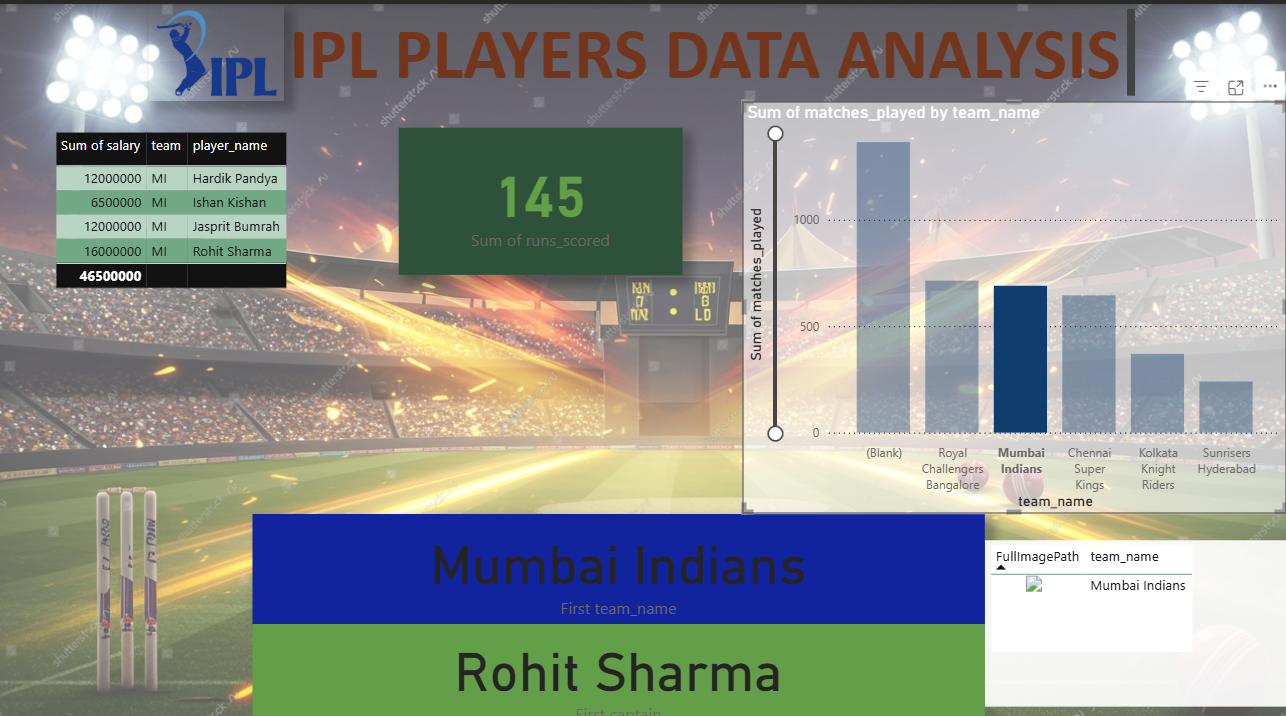 IPL
IPL PLAYERS DATA ANALYSIS
Sum of salary team player_name
12000000 MI Hardik Pandya
6500000 MI Ishan Kishan
12000000 MI Jasprit Bumrah
16000000 MI Rohit Sharma
46500000
145
Sum of runs_scored
Sum of matches_played by team_name
Sum of matches_played
1000
500
0
(Blank)
Royal
Challengers
Bangalore
Mumbai
Indians
Chennai
Super
Kings
Kolkata
Knight
Riders
Sunrisers
Hyderabad
team_name
Mumbai Indians
First team_name
Rohit Sharma
First captain
FullImagePath team_name
Mumbai Indians